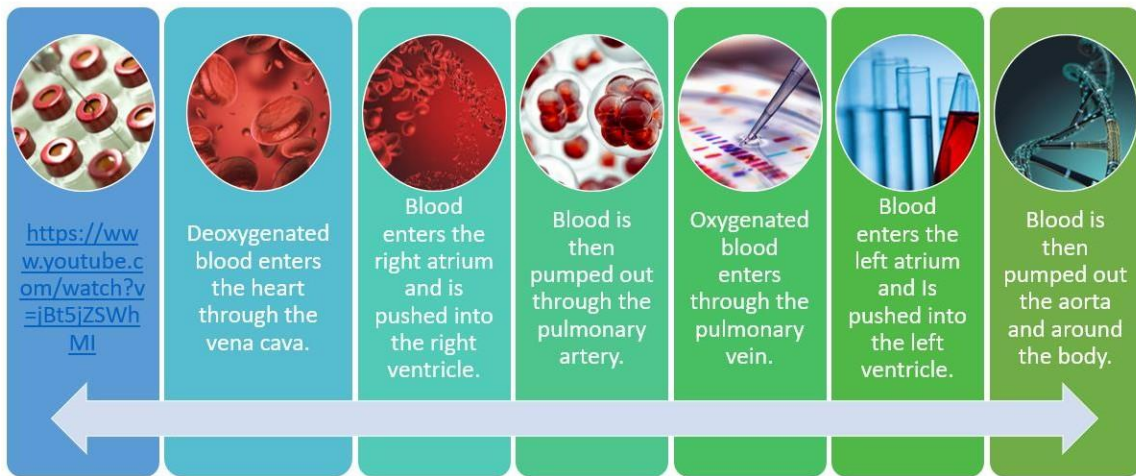 https://ww
w.youtube.c
om/watch?v
=jBt5jZSWh
MI
Deoxygenated
blood enters
the heart
through the
vena cava.
Blood
enters the
right atrium
and is
pushed into
the right
ventricle.
Blood is
then
pumped out
through the
pulmonary
artery.
Oxygenated
blood
enters
through the
pulmonary
vein.
Blood
enters the
left atrium
and Is
pushed into
the left
ventricle.
Blood is
then
pumped out
the aorta
and around
the body.